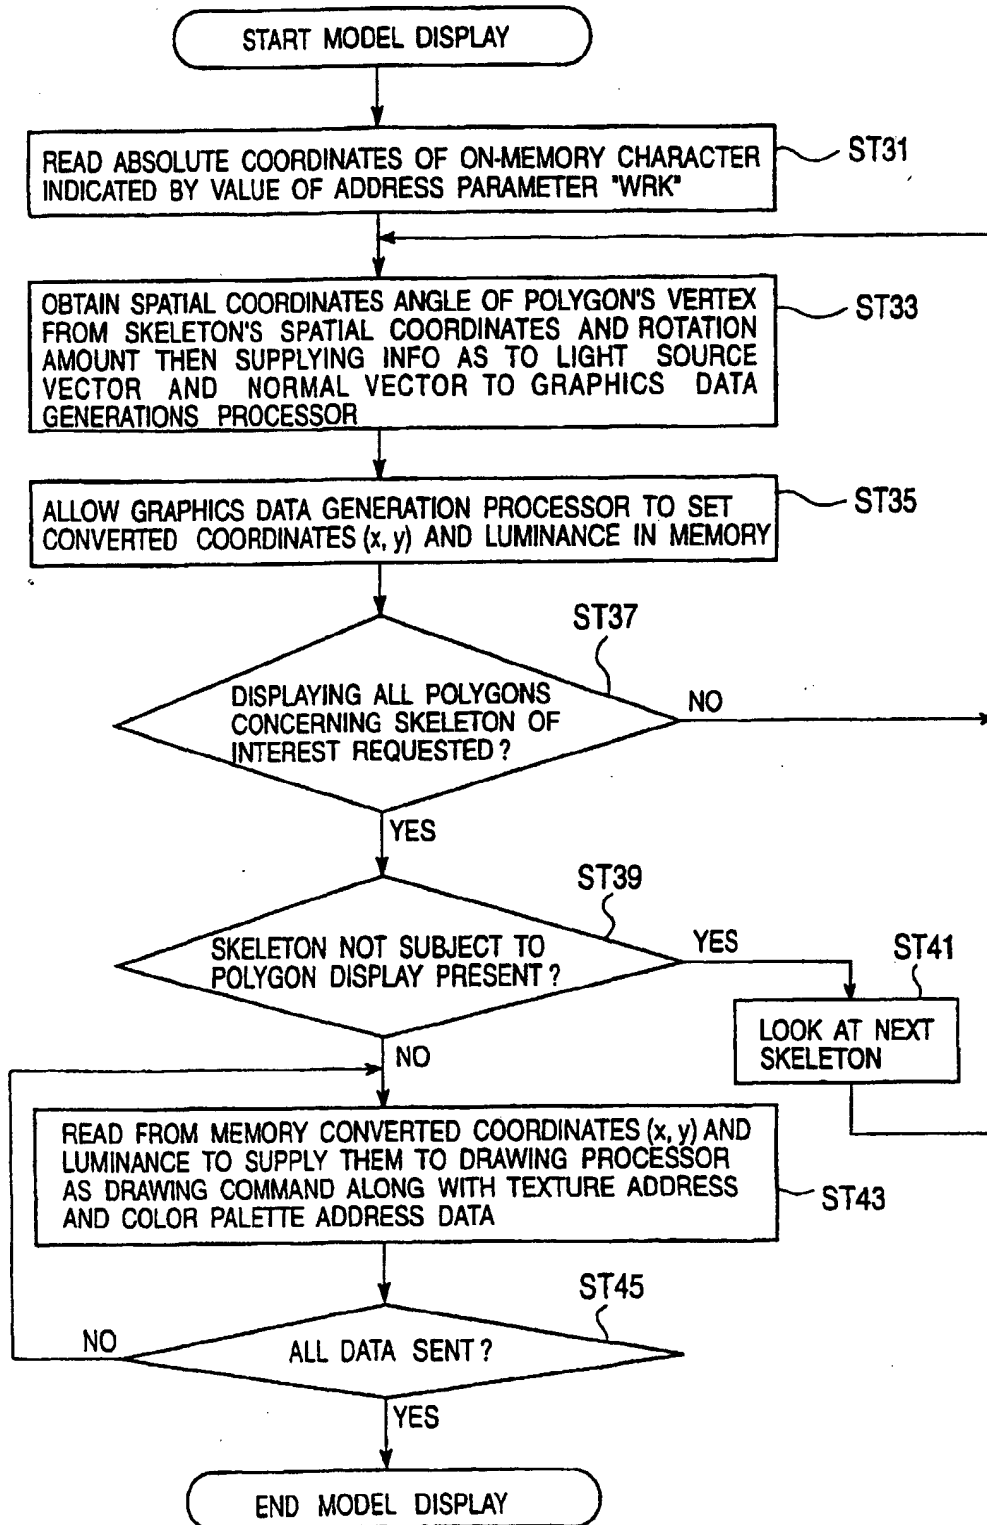 START MODEL DISPLAY
READ ABSOLUTE COORDINATES OF ON-MEMORY CHARACTER
INDICATED BY VALUE OF ADDRESS PARAMETER "WRK"
ST31
OBTAIN SPATIAL COORDINATES ANGLE OF POLYGON'S VERTEX
FROM SKELETON'S SPATIAL COORDINATES AND ROTATION
AMOUNT THEN SUPPLYING INFO AS TO LIGHT SOURCE
VECTOR AND NORMAL VECTOR TO GRAPHICS DATA
GENERATIONS PROCESSOR
ST33
ALLOW GRAPHICS DATA GENERATION PROCESSOR TO SET
CONVERTED COORDINATES (x, y) AND LUMINANCE IN MEMORY
ST35
ST37
DISPLAYING ALL POLYGONS
CONCERNING SKELETON OF
INTEREST REQUESTED?
NO
YES
ST39
SKELETON NOT SUBJECT TO
POLYGON DISPLAY PRESENT?
YES
ST41
LOOK AT NEXT
SKELETON
NO
READ FROM MEMORY CONVERTED COORDINATES (x, y) AND
LUMINANCE TO SUPPLY THEM TO DRAWING PROCESSOR
AS DRAWING COMMAND ALONG WITH TEXTURE ADDRESS
AND COLOR PALETTE ADDRESS DATA
ST43
ST45
ALL DATA SENT?
NO
YES
END MODEL DISPLAY